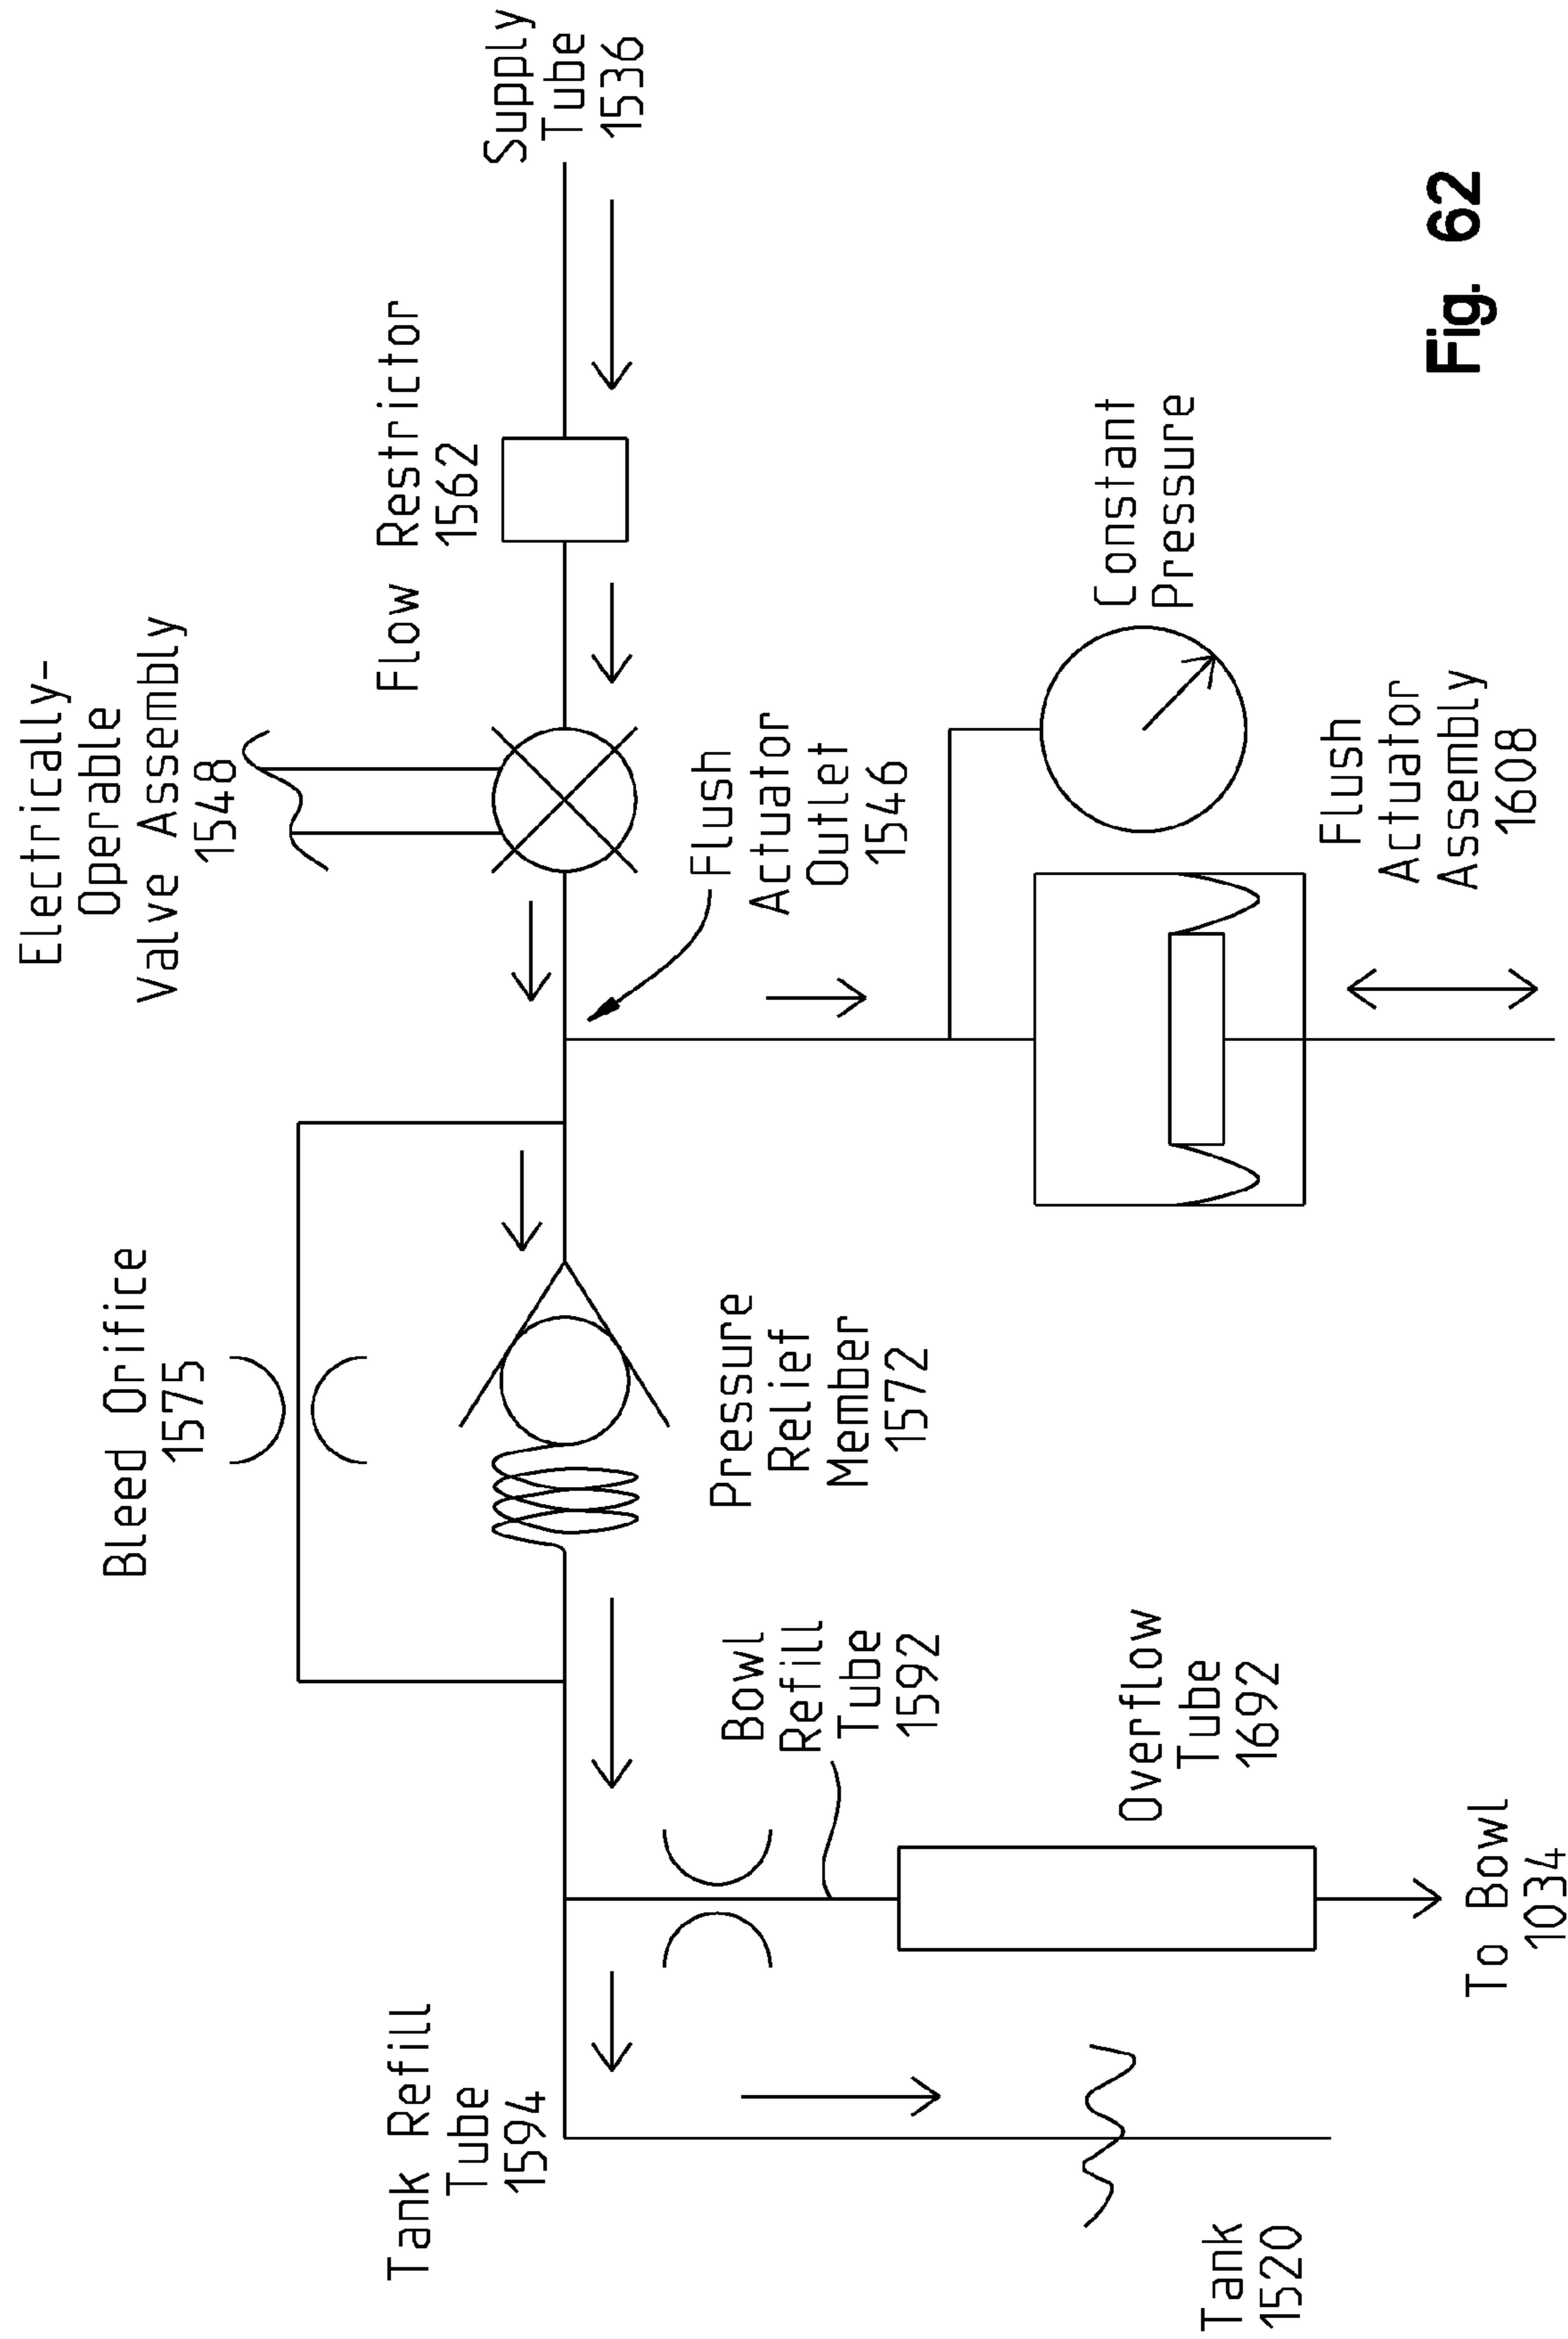 Electrically-
Operable
Valve Assembly
1548
Bleed Orifice
1575
Tank Refill
Tube
1594
Flow Restrictor
1562
Supply
Tube
1536
Bowl
Refill
Tube
1592
Pressure
Relief
Member
1572
Flush
Actuator
Outlet
1546
Constant
Pressure
Overflow
Tube
1692
Tank
1520
Flush
Actuator
Assembly
1608
To Bowl
1034
Fig. 62